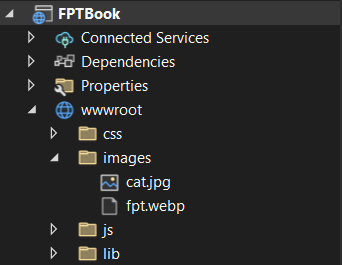 FPTBook
Connected Services
Dependencies
Properties
wwwroot
css
images
cat.jpg
fpt.webp
js
lib